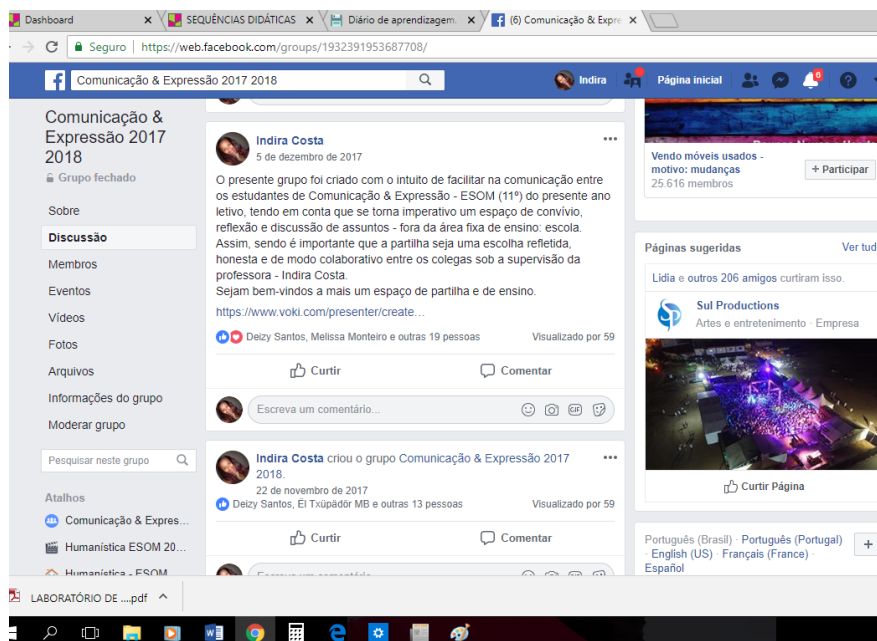 Dashboard
SEQUÊNCIAS DIDÁTICAS
Diário de aprendizagem.
(6) Comunicação & Expre
Seguro
https://web.facebook.com/groups/1932391953687708/
Comunicação & Expressão 2017 2018
Indira
Página inicial
6
Comunicação &
Expressão 2017
2018
Grupo fechado
Sobre
Discussão
Membros
Eventos
Vídeos
Fotos
Arquivos
Informações do grupo
Moderar grupo
Pesquisar neste grupo
Atalhos
Comunicação & Expres...
Humanística ESOM 20...
Humanística - ESOM
Indira Costa
5 de dezembro de 2017
O presente grupo foi criado com o intuito de facilitar na comunicação entre
os estudantes de Comunicação & Expressão - ESOM (11º) do presente ano
letivo, tendo em conta que se torna imperativo um espaço de convívio,
reflexão e discussão de assuntos - fora da área fixa de ensino: escola.
Assim, sendo é importante que a partilha seja uma escolha refletida,
honesta e de modo colaborativo entre os colegas sob a supervisão da
professora - Indira Costa.
Sejam bem-vindos a mais um espaço de partilha e de ensino.
https://www.voki.com/presenter/create...
Deizy Santos, Melissa Monteiro e outras 19 pessoas
Visualizado por 59
Curtir
Comentar
Escreva um comentário...
GIF
Indira Costa criou o grupo Comunicação & Expressão 2017
2018.
22 de novembro de 2017
Deizy Santos, Él Txüpädör MB e outras 13 pessoas
Visualizado por 59
Curtir
Comentar
Vendo móveis usados -
motivo: mudanças
25.616 membros
+ Participar
Páginas sugeridas
Ver tud
Lidia e outros 206 amigos curtiram isso.
Sul Productions
Artes e entretenimento · Empresa
Curtir Página
Português (Brasil) · Português (Portugal)
· English (US) · Français (France) ·
Español
LABORATÓRIO DE ....pdf